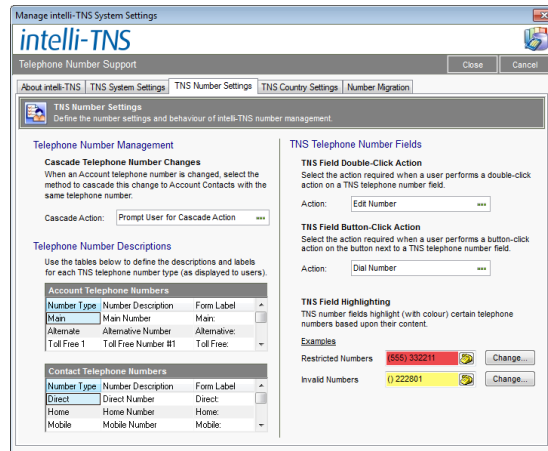 Manage intelli-TNS System Settings
intelli-TNS
Telephone Number Support
Close
Cancel
About intelli-TNS
TNS System Settings
TNS Number Settings
TNS Country Settings
Number Migration
TNS Number Settings
Define the number settings and behaviour of intelli-TNS number management.
Telephone Number Management
Cascade Telephone Number Changes
When an Account telephone number is changed, select the
method to cascade this change to Account Contacts with the
same telephone number.
Cascade Action: Prompt User for Cascade Action
Telephone Number Descriptions
Use the tables below to define the descriptions and labels
for each TNS telephone number type (as displayed to users).
Account Telephone Numbers
Number Type Number Description Form Label
Main Main Number Main:
Alternate Alternative Number Alternative:
Toll Free 1 Toll Free Number #1 Toll Free:
Contact Telephone Numbers
Number Type Number Description Form Label
Direct Direct Number Direct:
Home Home Number Home:
Mobile Mobile Number Mobile:
TNS Telephone Number Fields
TNS Field Double-Click Action
Select the action required when a user performs a double-click
action on a TNS telephone number field.
Action: Edit Number
TNS Field Button-Click Action
Select the action required when a user performs a button-click
action on the button next to a TNS telephone number field.
Action: Dial Number
TNS Field Highlighting
TNS number fields highlight (with colour) certain telephone
numbers based upon their content.
Examples
Restricted Numbers (555) 332211 Change...
Invalid Numbers () 222801 Change...